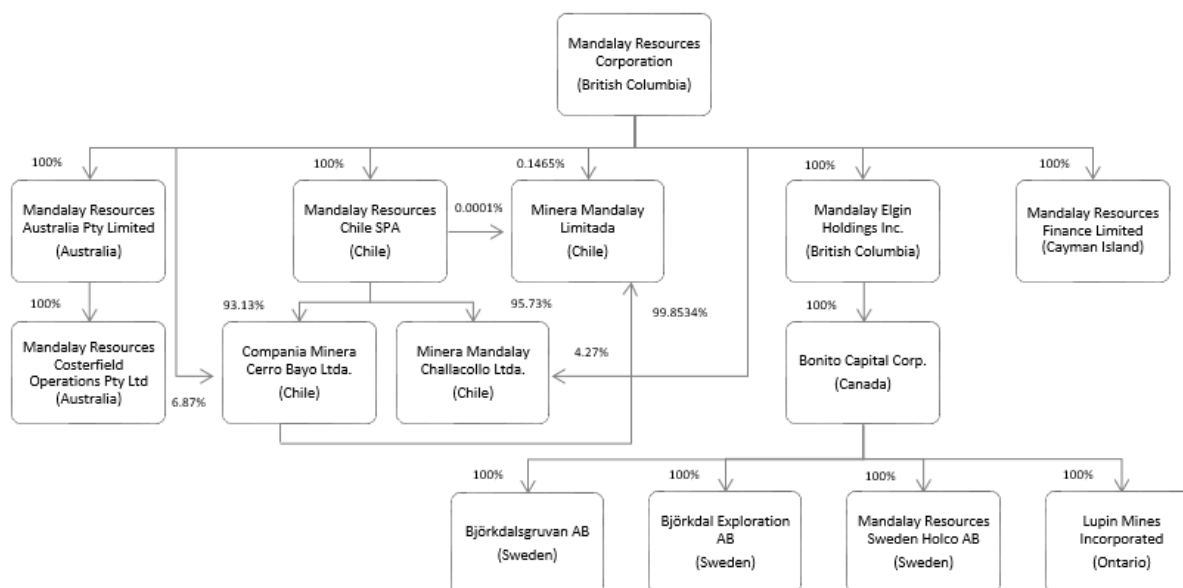 Mandalay Resources
Corporation
(British Columbia)
100%
100%
0.1465%
100%
100%
Mandalay Resources
Australia Pty Limited
(Australia)
Mandalay Resources
Chile SPA
(Chile)
0.0001%
Minera Mandalay
Limitada
(Chile)
Mandalay Elgin
Holdings Inc.
(British Columbia)
Mandalay Resources
Finance Limited
(Cayman Island)
100%
93.13%
95.73%
99.8534%
100%
Mandalay Resources
Costerfield
Operations Pty Ltd
(Australia)
6.87%
Compania Minera
Cerro Bayo Ltda.
(Chile)
Minera Mandalay
Challacollo Ltda.
(Chile)
4.27%
Bonito Capital Corp.
(Canada)
100%
100%
100%
100%
Björkdalsgruvan AB
(Sweden)
Björkdal Exploration
AB
(Sweden)
Mandalay Resources
Sweden Holco AB
(Sweden)
Lupin Mines
Incorporated
(Ontario)